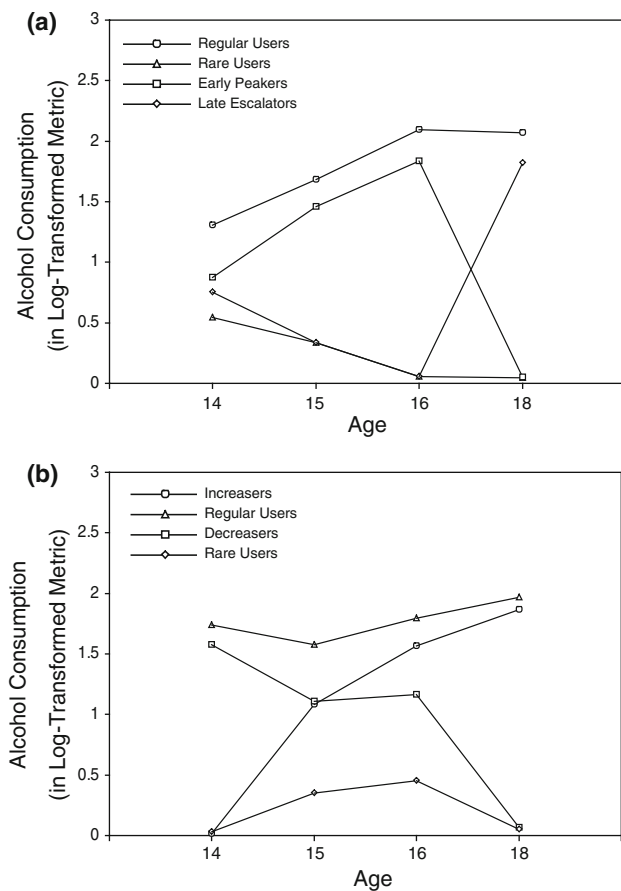 (a)
3
2.5
2
1.5
1
0.5
0
Regular Users
Rare Users
Early Peakers
Late Escalators
Alcohol Consumption
(in Log-Transformed Metric)
14 15 16 18
Age
(b)
3
2.5
2
1.5
1
0.5
0
Increasers
Regular Users
Decreasers
Rare Users
Alcohol Consumption
(in Log-Transformed Metric)
14 15 16 18
Age